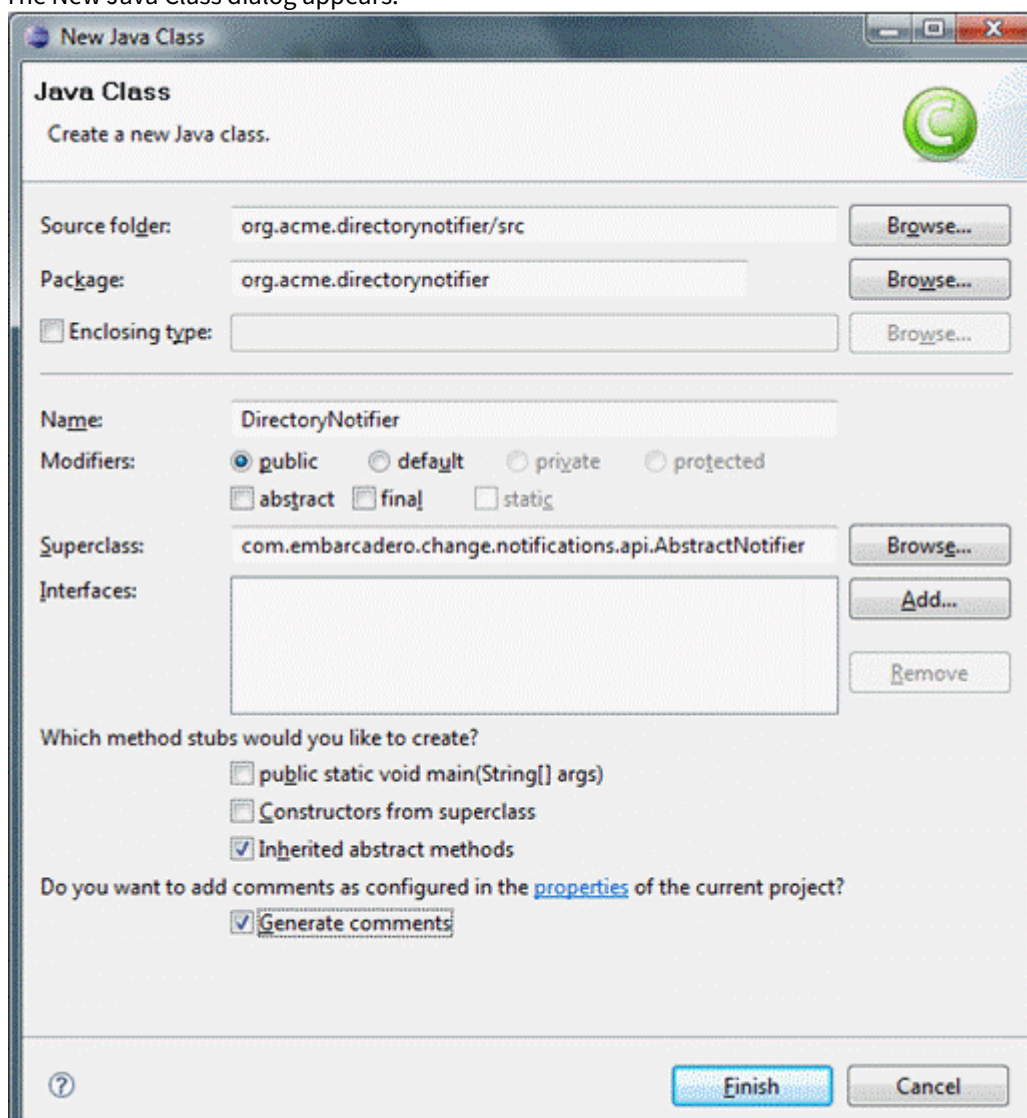 The New Java Class dialog appears.
New Java Class
Java Class
Create a new Java class.
Source folder: org.acme.directorynotifier/src Browse...
Package: org.acme.directorynotifier Browse...
Enclosing type: Browse...
Name: DirectoryNotifier
Modifiers: public default private protected
abstract final static
Superclass: com.embarcadero.change.notifications.api.AbstractNotifier Browse...
Interfaces: Add...
Remove
Which method stubs would you like to create?
public static void main(String[] args)
Constructors from superclass
Inherited abstract methods
Do you want to add comments as configured in the properties of the current project?
Generate comments
? Finish Cancel